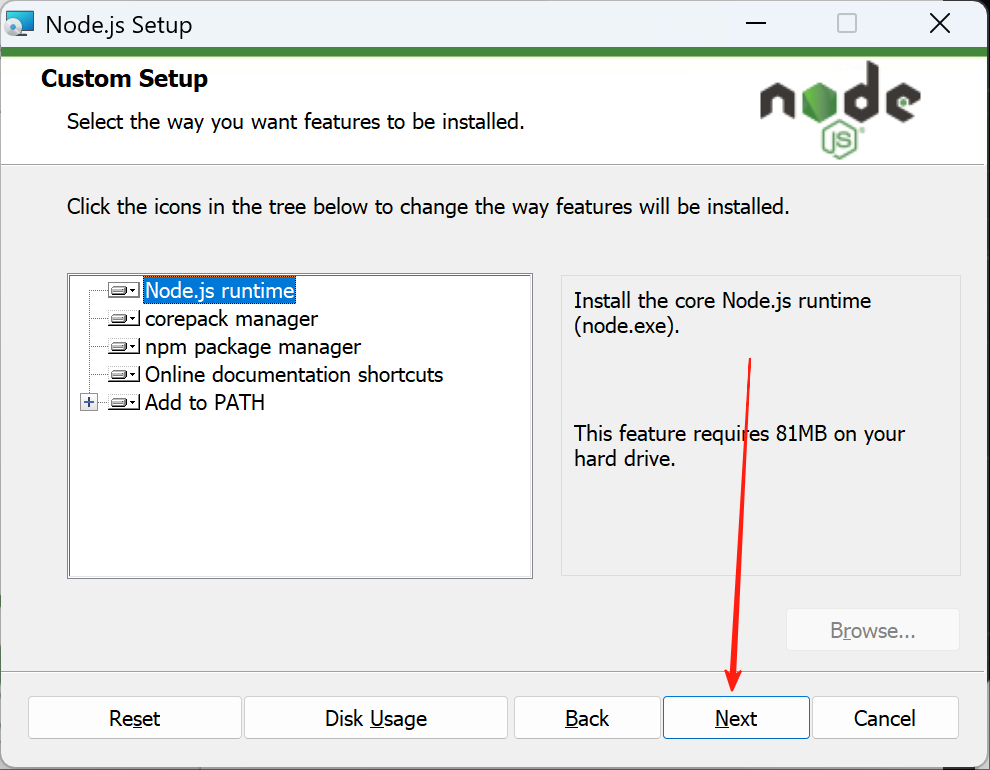 Node.js Setup
Custom Setup
Select the way you want features to be installed.
node
JS
Click the icons in the tree below to change the way features will be installed.
Node.js runtime
corepack manager
npm package manager
Online documentation shortcuts
Add to PATH
Install the core Node.js runtime
(node.exe).
This feature requires 81MB on your
hard drive.
Browse...
Reset
Disk Usage
Back
Next
Cancel